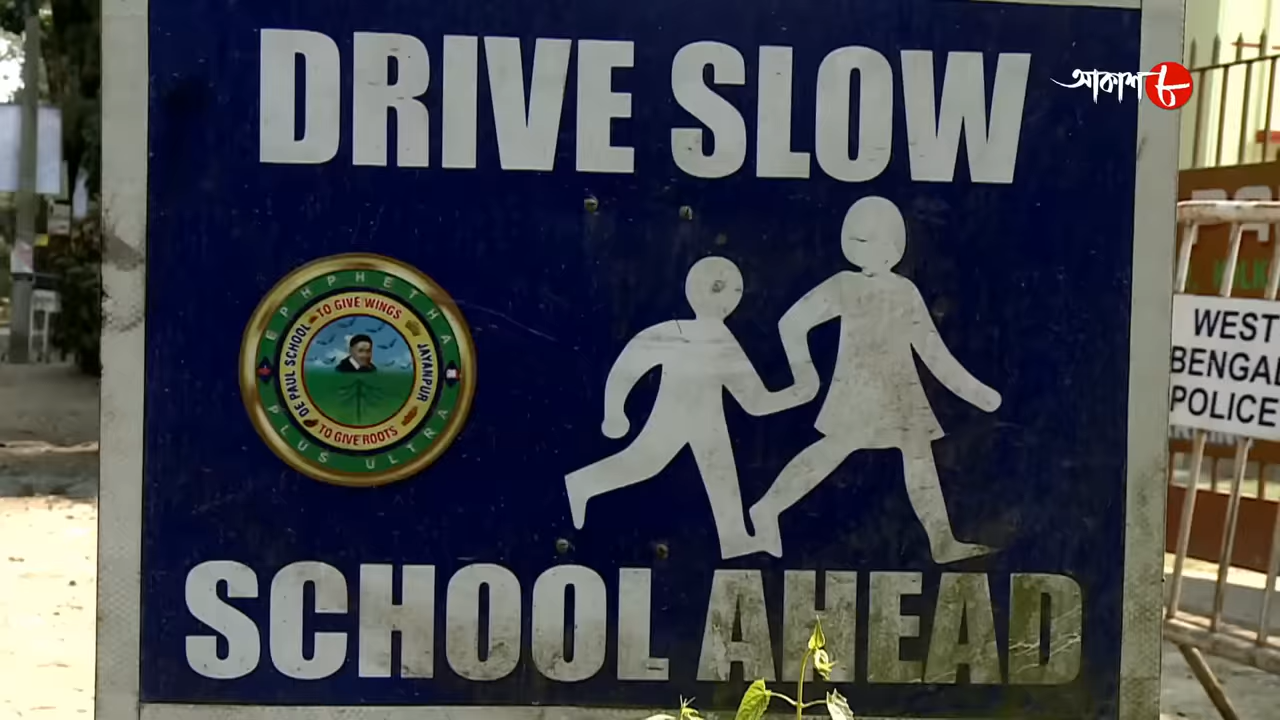 DRIVE SLOW
আকাশ ৮
EPHPHETHA
TO GIVE WINGS
DE PAUL SCHOOL
JAYANPUR
TO GIVE ROOTS
PLUS ULTRA
WEST
BENGAL
POLICE
SCHOOL AHEAD